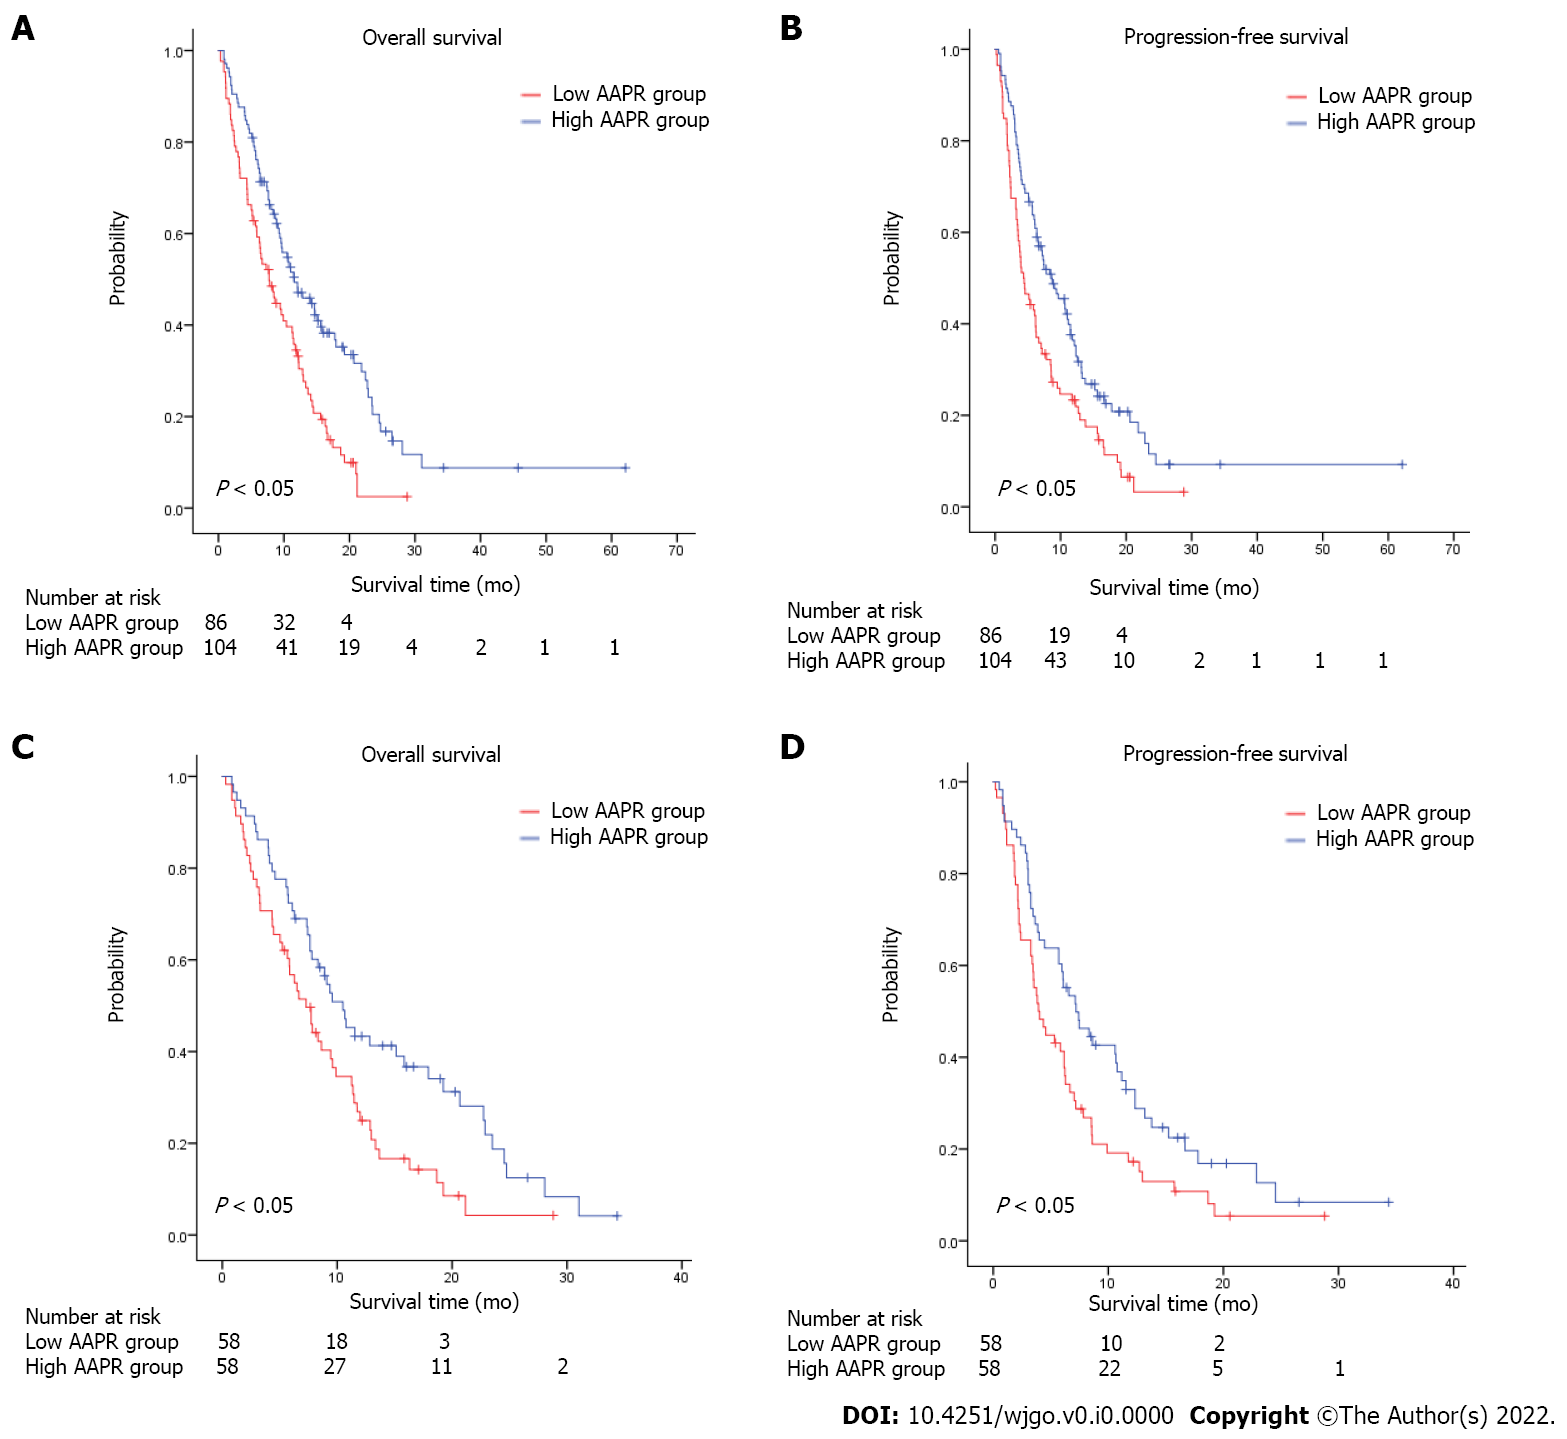 A
Overall survival
1.0
0.8
0.6
0.4
0.2
0.0
Probability
Low AAPR group
High AAPR group
P < 0.05
0 10 20 30 40 50 60 70
Survival time (mo)
Number at risk
Low AAPR group 86 32 4
High AAPR group 104 41 19 4 2 1 1
B
Progression-free survival
1.0
0.8
0.6
0.4
0.2
0.0
Probability
Low AAPR group
High AAPR group
P < 0.05
0 10 20 30 40 50 60 70
Survival time (mo)
Number at risk
Low AAPR group 86 19 4
High AAPR group 104 43 10 2 1 1 1
C
Overall survival
1.0
0.8
0.6
0.4
0.2
0.0
Probability
Low AAPR group
High AAPR group
P < 0.05
0 10 20 30 40
Survival time (mo)
Number at risk
Low AAPR group 58 18 3
High AAPR group 58 27 11 2
D
Progression-free survival
1.0
0.8
0.6
0.4
0.2
0.0
Probability
Low AAPR group
High AAPR group
P < 0.05
0 10 20 30 40
Survival time (mo)
Number at risk
Low AAPR group 58 10 2
High AAPR group 58 22 5 1
DOI: 10.4251/wjgo.v0.i0.0000 Copyright ©The Author(s) 2022.